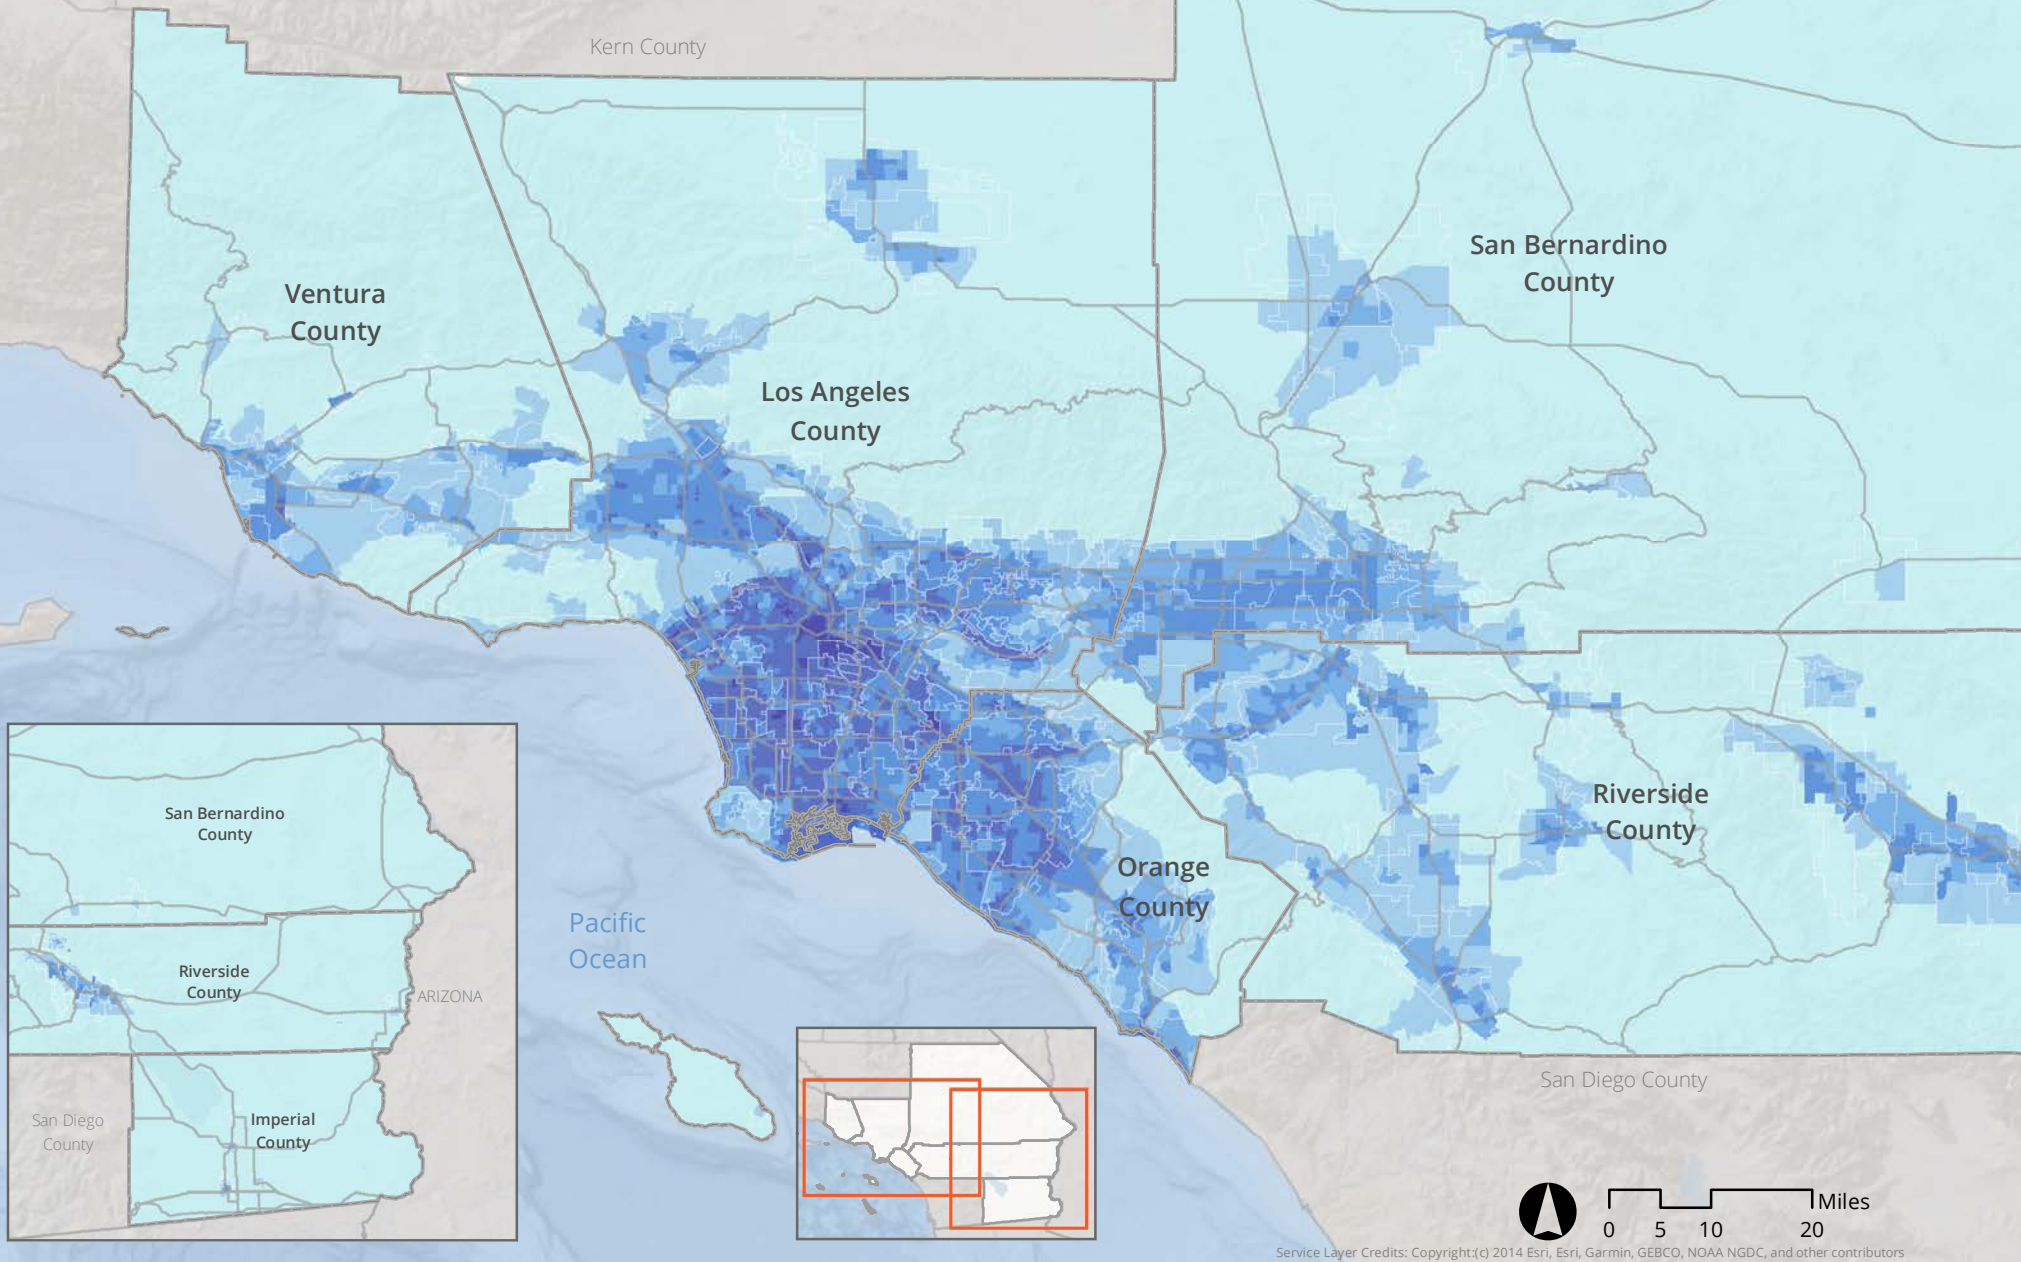 Kern County
San Bernardino
County
Ventura
County
Los Angeles
County
Riverside
County
Orange
County
Pacific
Ocean
San Bernardino
County
Riverside
County
ARIZONA
San Diego
County
Imperial
County
San Diego County
Miles
0 5 10 20
Service Layer Credits: Copyright:(c) 2014 Esri, Esri, Garmin, GEBCO, NOAA NGDC, and other contributors